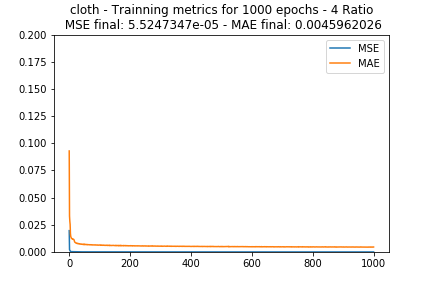 cloth - Trainning metrics for 1000 epochs - 4 Ratio
MSE final: 5.5247347e-05 - MAE final: 0.0045962026
MSE
MAE
0.200
0.175
0.150
0.125
0.100
0.075
0.050
0.025
0.000
0 200 400 600 800 1000